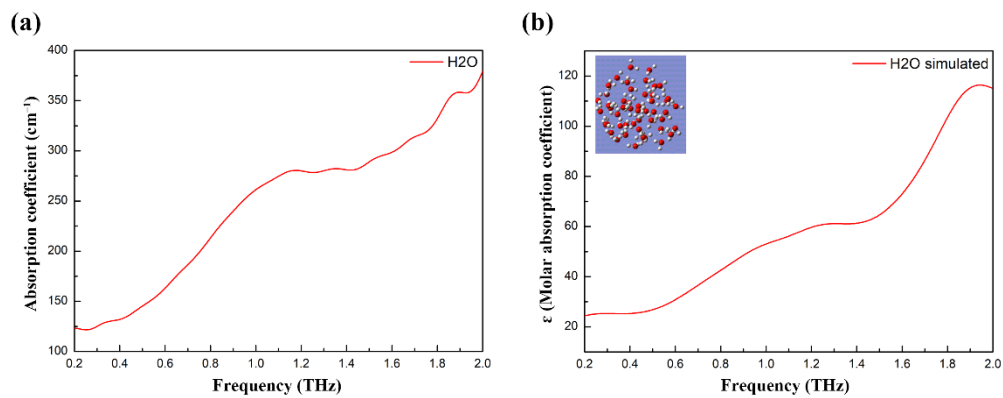 (a)
Absorption coefficient (cm⁻¹)
400
350
300
250
200
150
100
H2O
0.2 0.4 0.6 0.8 1.0 1.2 1.4 1.6 1.8 2.0
Frequency (THz)
(b)
ε (Molar absorption coefficient)
120
100
80
60
40
20
H2O simulated
0.2 0.4 0.6 0.8 1.0 1.2 1.4 1.6 1.8 2.0
Frequency (THz)